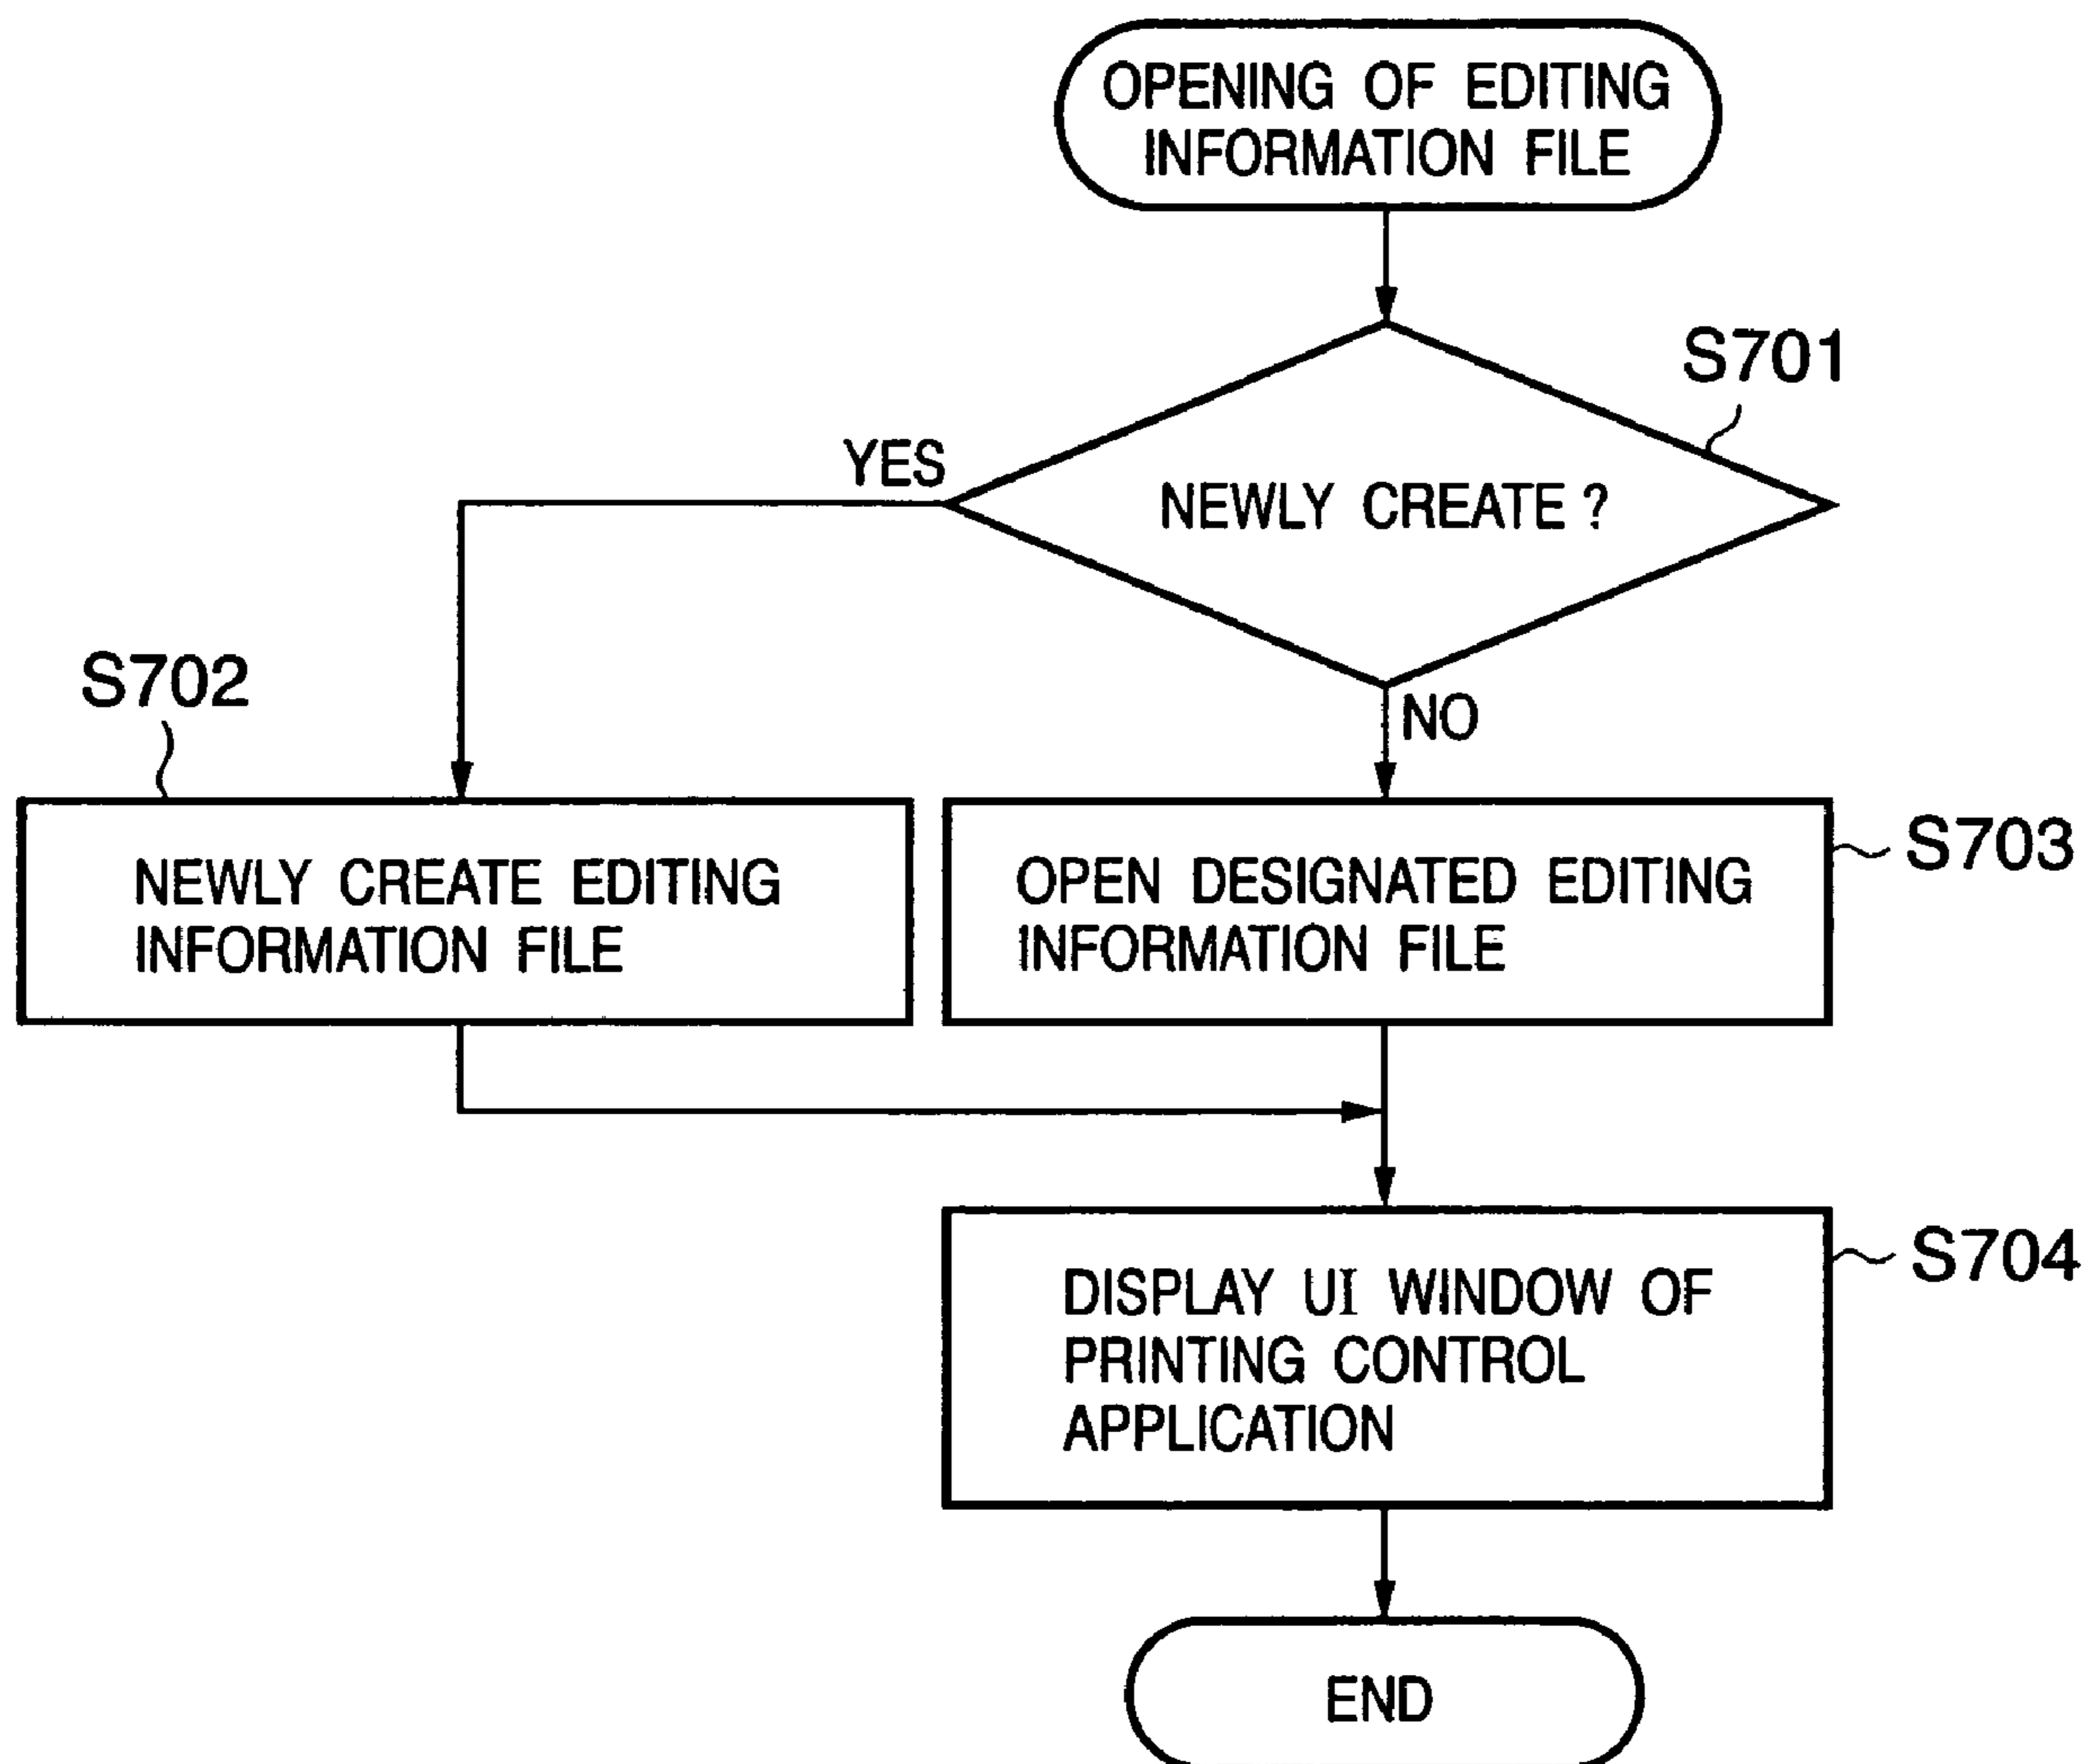 OPENING OF EDITING
INFORMATION FILE
S701
YES
NEWLY CREATE ?
S702
NO
NEWLY CREATE EDITING
INFORMATION FILE
OPEN DESIGNATED EDITING
INFORMATION FILE
S703
DISPLAY UI WINDOW OF
PRINTING CONTROL
APPLICATION
S704
END